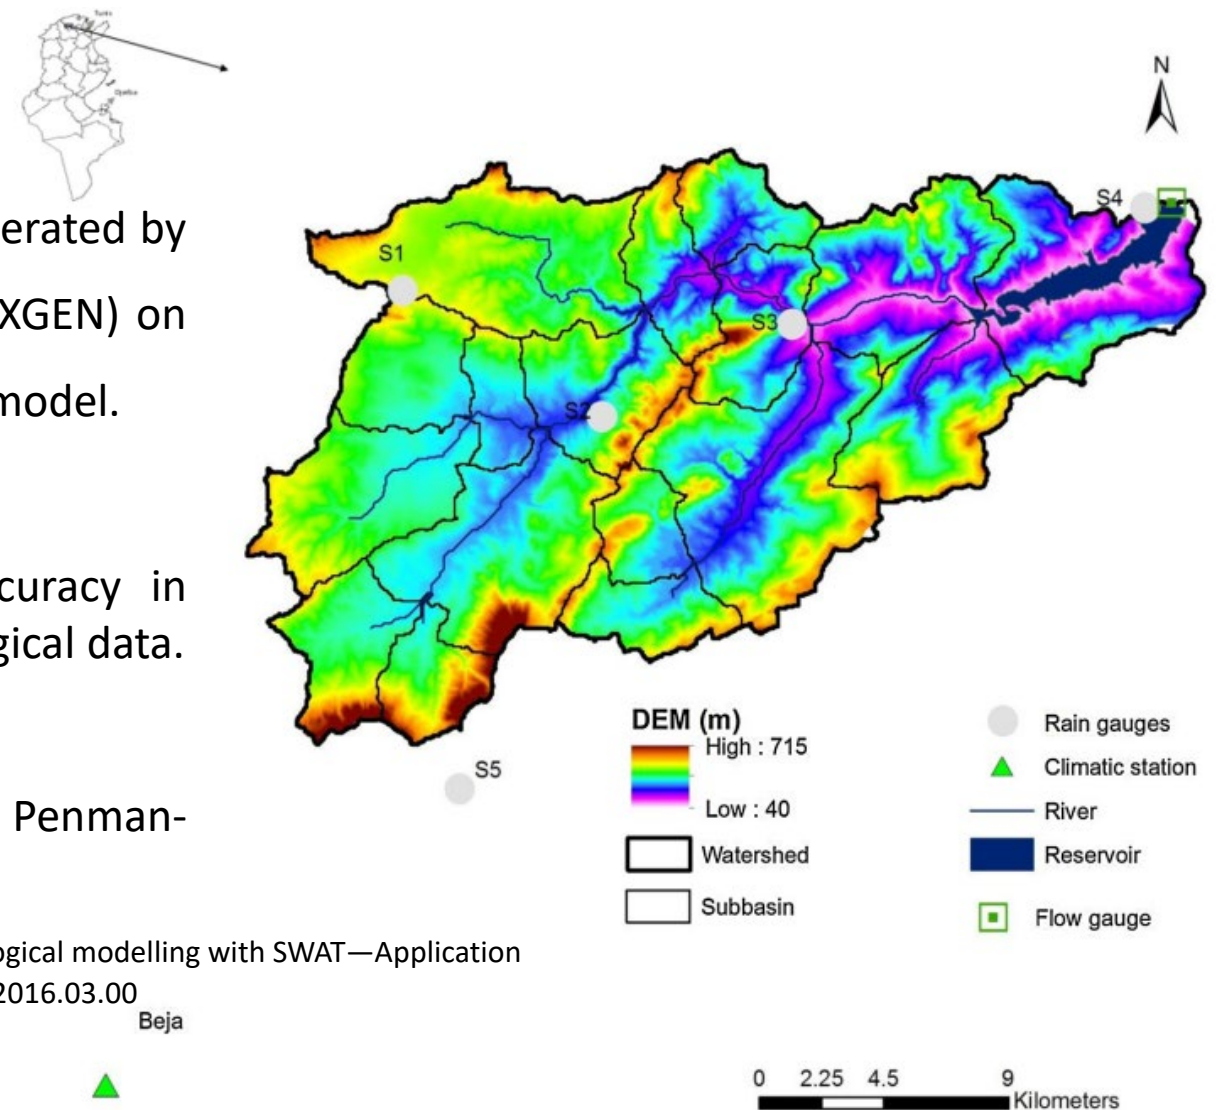 Tunis
Djerba
N
erated by
XGEN) on
model.
curacy in
gical data.
Penman-
ogical modelling with SWAT—Application
2016.03.00
Beja
S1
S2
S3
S4
S5
DEM (m)
High : 715
Low : 40
Watershed
Subbasin
Rain gauges
Climatic station
River
Reservoir
Flow gauge
0 2.25 4.5 9
Kilometers